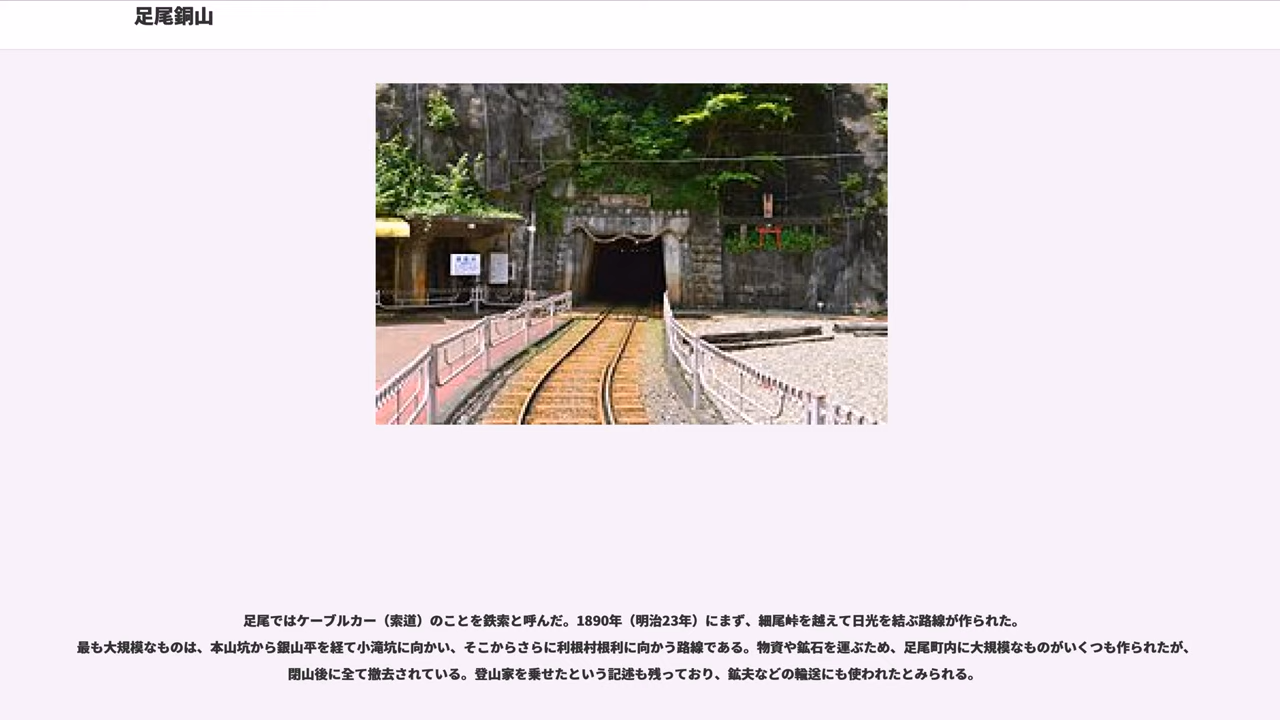 足尾銅山
足尾ではケーブルカー（索道）のことを鉄索と呼んだ。1890年（明治23年）にまず、細尾峠を越えて日光を結ぶ路線が作られた。
最も大規模なものは、本山坑から銀山平を経て小滝坑に向かい、そこからさらに利根村根利に向かう路線である。物資や鉱石を運ぶため、足尾町内に大規模なものがいくつも作られたが、
閉山後に全て撤去されている。登山家を乗せたという記述も残っており、鉱夫などの輸送にも使われたとみられる。